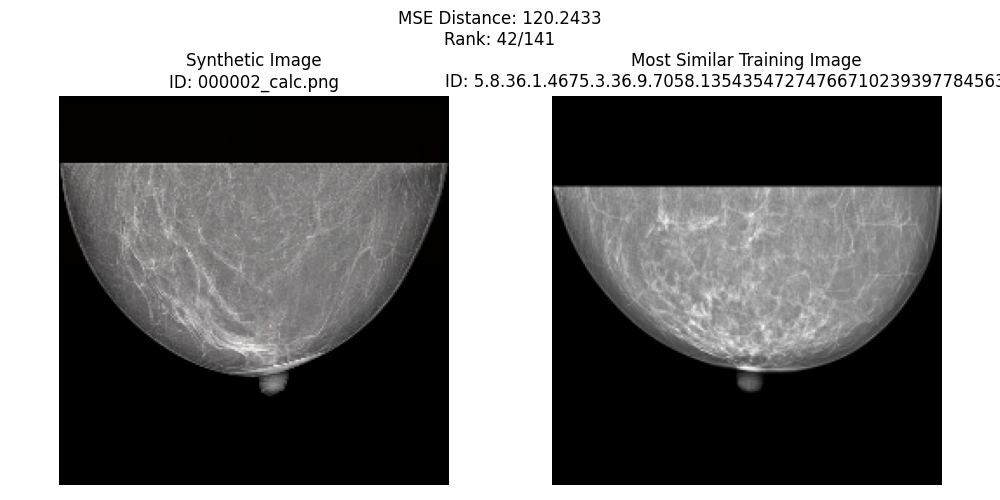 MSE Distance: 120.2433
Rank: 42/141
Synthetic Image
ID: 000002_calc.png
Most Similar Training Image
ID: 5.8.36.1.4675.3.36.9.7058.1354354727476671023939778456